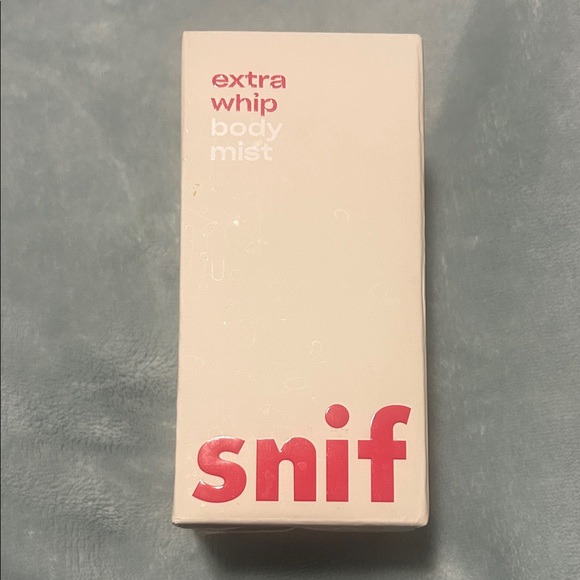 extra
whip
body
mist
snif